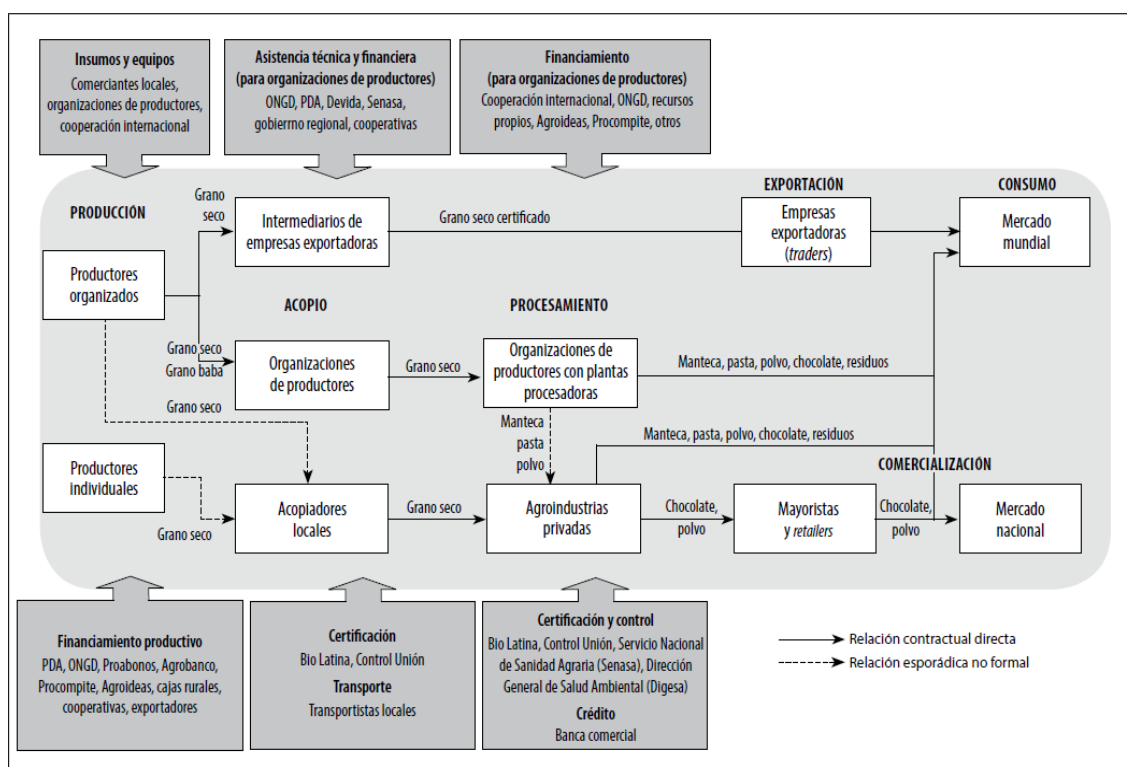 Insumos y equipos
Comerciantes locales,
organizaciones de productores,
cooperación internacional
Asistencia técnica y financiera
(para organizaciones de productores)
ONGD, PDA, Devida, Senasa,
gobierrno regional, cooperativas
Financiamiento
(para organizaciones de productores)
Cooperación internacional, ONGD, recursos
propios, Agroideas, Procompite, otros
PRODUCCIÓN
Grano
seco
Intermediarios de
empresas exportadoras
Grano seco certificado
EXPORTACIÓN
Empresas
exportadoras
(traders)
CONSUMO
Mercado
mundial
Productores
organizados
ACOPIO
PROCESAMIENTO
Grano seco
Grano baba
Organizaciones
de productores
Grano seco
Organizaciones de
productores con plantas
procesadoras
Manteca, pasta, polvo, chocolate, residuos
Grano seco
Manteca
pasta
polvo
Manteca, pasta, polvo, chocolate, residuos
COMERCIALIZACIÓN
Productores
individuales
Grano seco
Acopiadores
locales
Grano seco
Agroindustrias
privadas
Chocolate,
polvo
Mayoristas
y retailers
Chocolate,
polvo
Mercado
nacional
Financiamiento productivo
PDA, ONGD, Proabonos, Agrobanco,
Procompite, Agroideas, cajas rurales,
cooperativas, exportadores
Certificación
Bio Latina, Control Unión
Transporte
Transportistas locales
Certificación y control
Bio Latina, Control Unión, Servicio Nacional
de Sanidad Agraria (Senasa), Dirección
General de Salud Ambiental (Digesa)
Crédito
Banca comercial
Relación contractual directa
Relación esporádica no formal